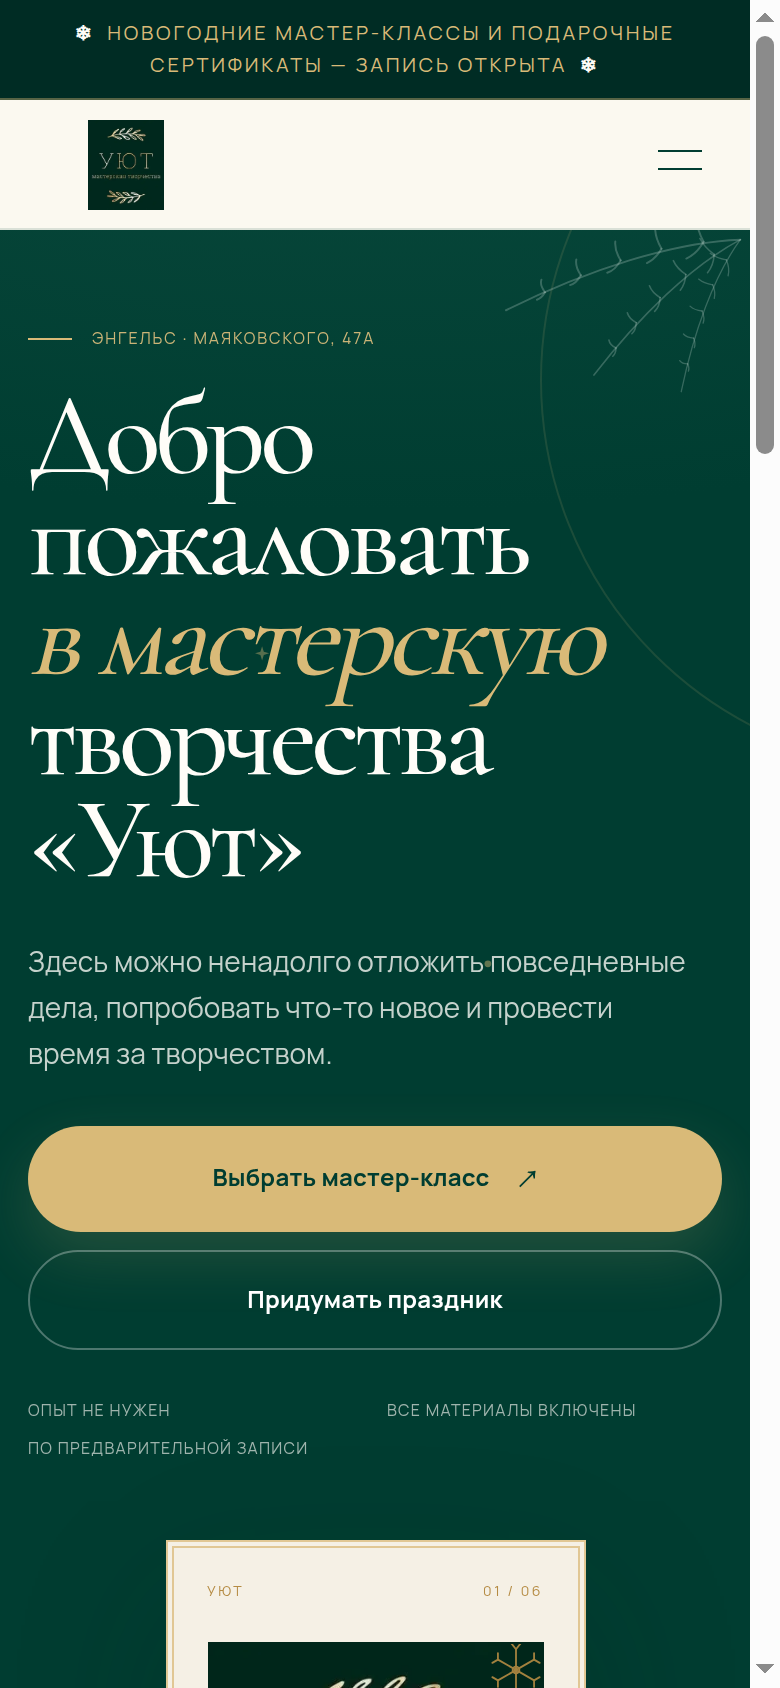 ❄ НОВОГОДНИЕ МАСТЕР-КЛАССЫ И ПОДАРОЧНЫЕ
СЕРТИФИКАТЫ — ЗАПИСЬ ОТКРЫТА ❄
УЮТ
мастерская творчества
ЭНГЕЛЬС · МАЯКОВСКОГО, 47А
Добро
пожаловать
в мастерскую
творчества
«Уют»
Здесь можно ненадолго отложить повседневные
дела, попробовать что-то новое и провести
время за творчеством.
Выбрать мастер-класс ↗
Придумать праздник
ОПЫТ НЕ НУЖЕН
ВСЕ МАТЕРИАЛЫ ВКЛЮЧЕНЫ
ПО ПРЕДВАРИТЕЛЬНОЙ ЗАПИСИ
УЮТ
01 / 06